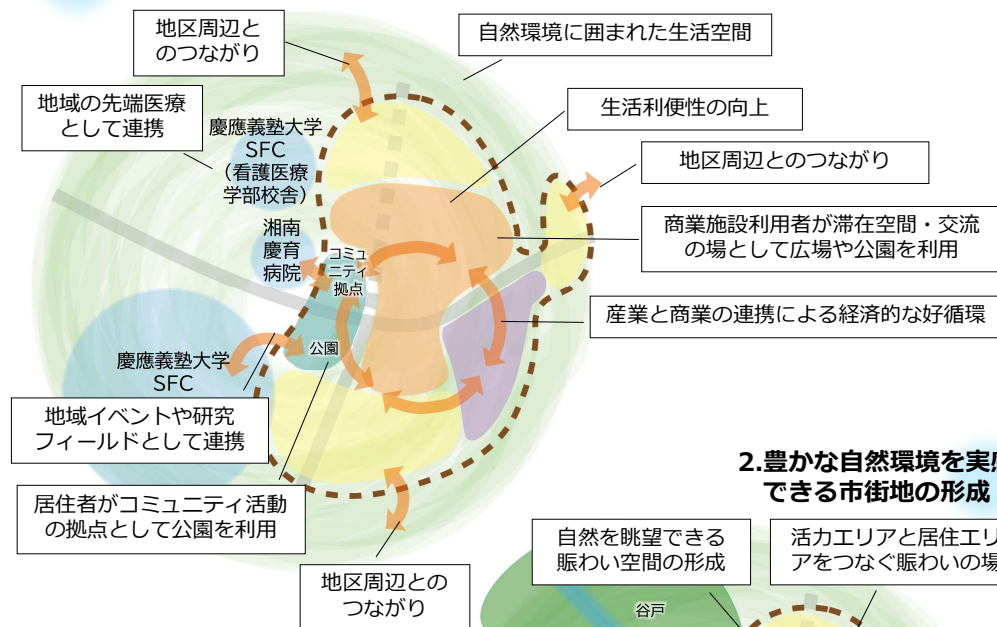 地区周辺と
のつながり
自然環境に囲まれた生活空間
地域の先端医療
として連携
生活利便性の向上
慶應義塾大学
SFC
（看護医療
学部校舎）
地区周辺とのつながり
商業施設利用者が滞在空間・交流
の場として広場や公園を利用
湘南
慶育
病院
コミュ
ニティ
拠点
産業と商業の連携による経済的な好循環
公園
慶應義塾大学
SFC
地域イベントや研究
フィールドとして連携
居住者がコミュニティ活動
の拠点として公園を利用
地区周辺との
つながり
2.豊かな自然環境を実感
できる市街地の形成
自然を眺望できる
賑わい空間の形成
活力エリアと居住エリ
アをつなぐ賑わいの場
谷戸